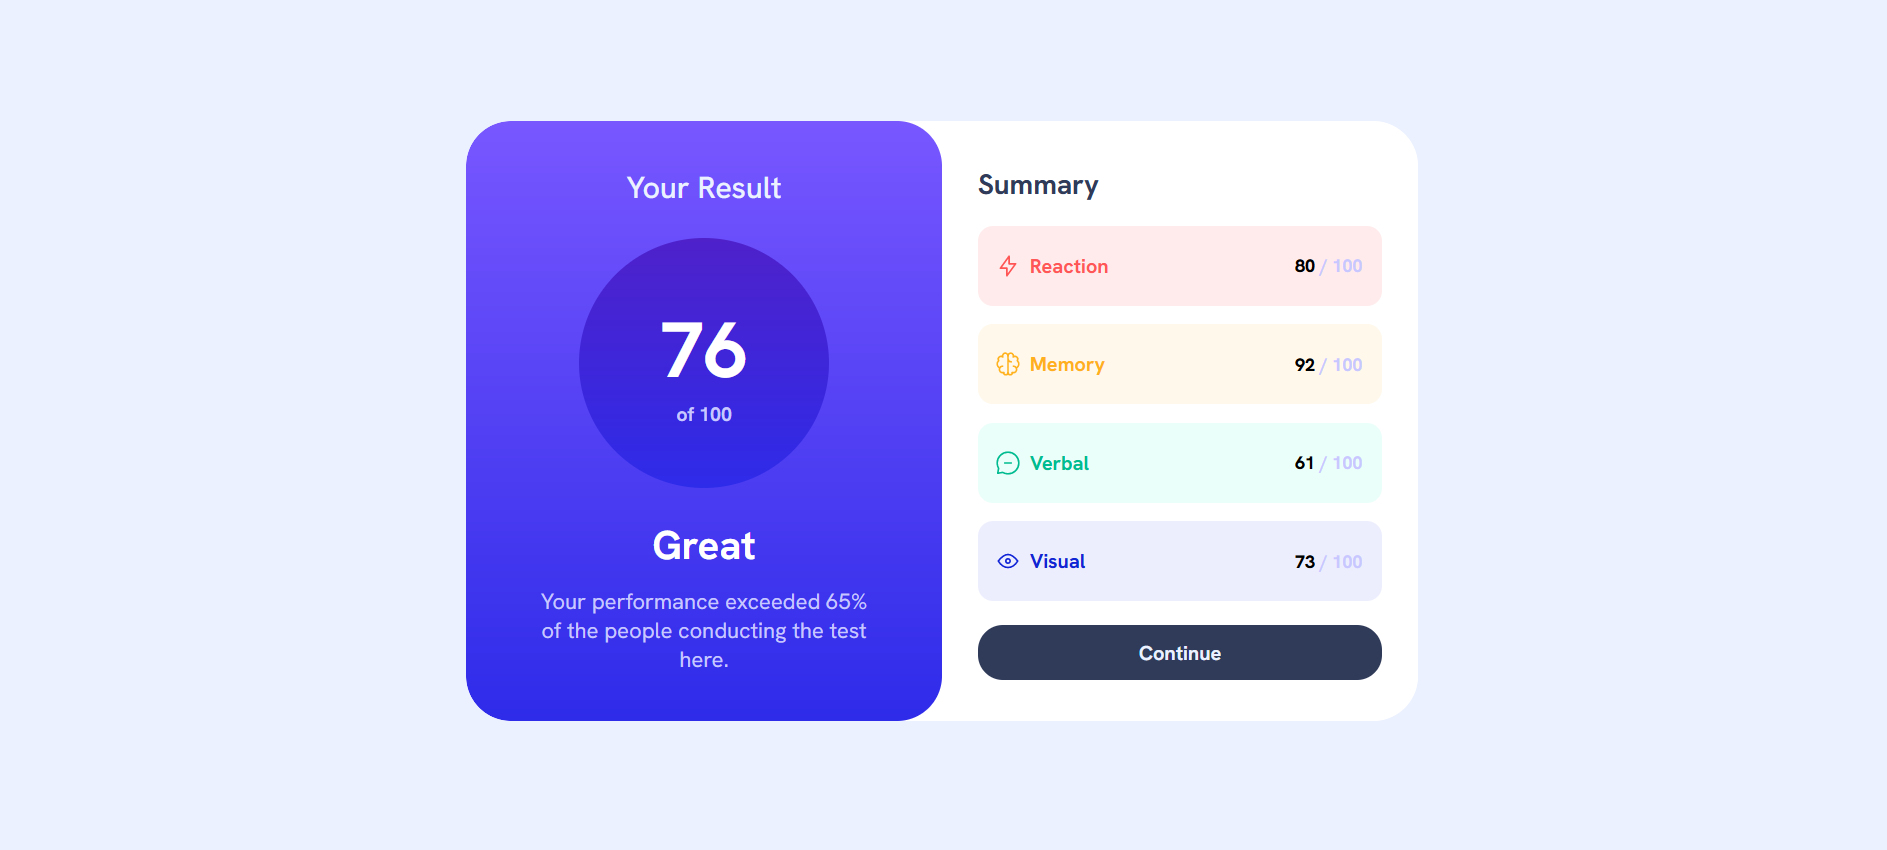 Your Result
76
of 100
Great
Your performance exceeded 65%
of the people conducting the test
here.
Summary
Reaction 80 / 100
Memory 92 / 100
Verbal 61 / 100
Visual 73 / 100
Continue